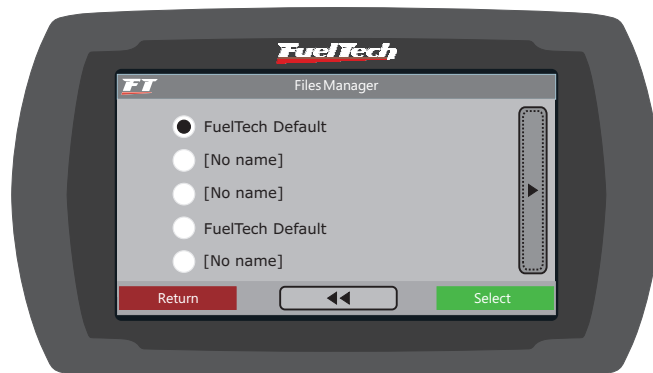 FuelTech
FT Files Manager
FuelTech Default
[No name]
[No name]
FuelTech Default
[No name]
Return Select